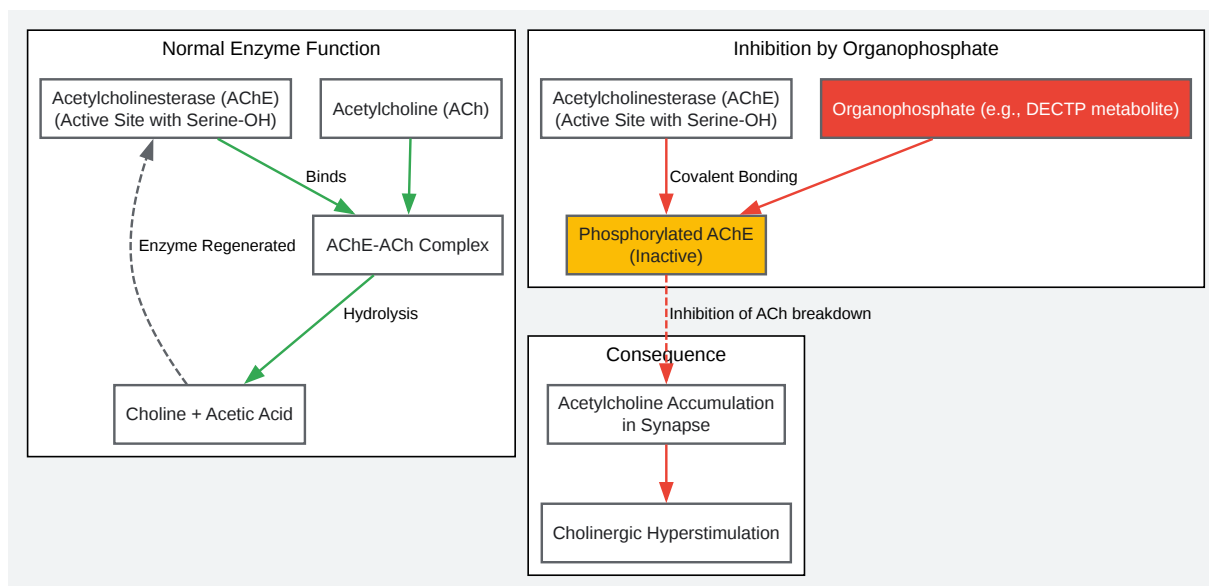 Normal Enzyme Function
Acetylcholinesterase (AChE)
(Active Site with Serine-OH)
Acetylcholine (ACh)
Binds
AChE-ACh Complex
Enzyme Regenerated
Hydrolysis
Choline + Acetic Acid
Inhibition by Organophosphate
Acetylcholinesterase (AChE)
(Active Site with Serine-OH)
Organophosphate (e.g., DECTP metabolite)
Covalent Bonding
Phosphorylated AChE
(Inactive)
Inhibition of ACh breakdown
Consequence
Acetylcholine Accumulation
in Synapse
Cholinergic Hyperstimulation